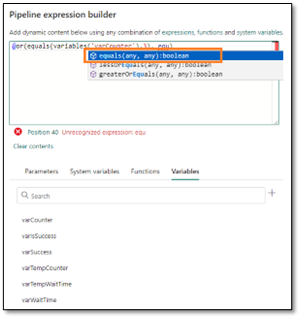 Pipeline expression builder
Add dynamic content below using any combination of expressions, functions and system variables.
@or(equals(variables('varCounter'),3), equ)
equals(any, any):boolean
lessOrEquals(any, any):boolean
greaterOrEquals(any, any):boolean
Position 40 Unrecognized expression: equ
Clear contents
Parameters System variables Functions Variables
Search
varCounter
varIsSuccess
varSuccess
varTempCounter
varTempWaitTime
varWaitTime